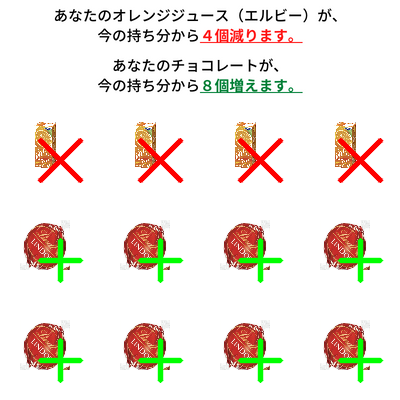 あなたのオレンジジュース（エルビー）が、
今の持ち分から４個減ります。
あなたのチョコレートが、
今の持ち分から８個増えます。